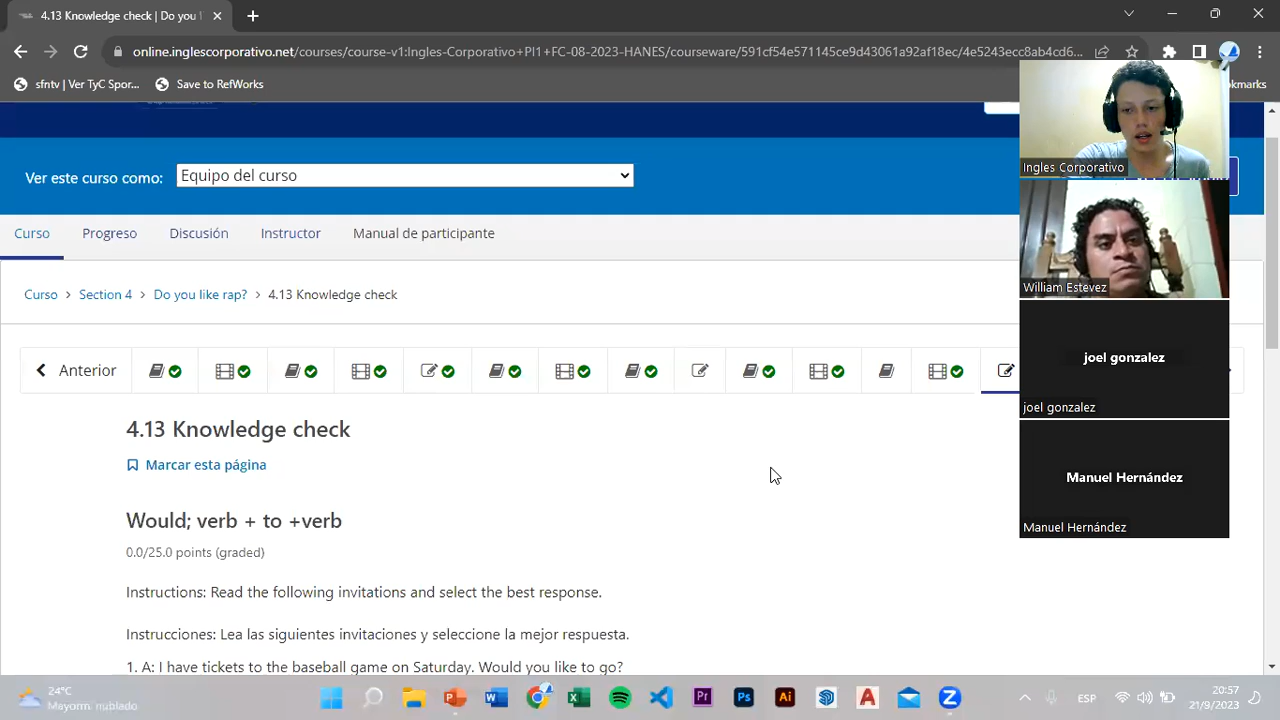 4.13 Knowledge check | Do you l
online.inglescorporativo.net/courses/course-v1:Ingles-Corporativo+PI1+FC-08-2023-HANES/courseware/591cf54e571145ce9d43061a92af18ec/4e5243ecc8ab4cd6...
sfntv | Ver TyC Spor...
Save to RefWorks
okmarks
Ver este curso como:
Equipo del curso
Ingles Corporativo
Curso
Progreso
Discusión
Instructor
Manual de participante
William Estevez
Curso > Section 4 > Do you like rap? > 4.13 Knowledge check
Anterior
joel gonzalez
joel gonzalez
4.13 Knowledge check
Marcar esta página
Manuel Hernández
Manuel Hernández
Would; verb + to +verb
0.0/25.0 points (graded)
Instructions: Read the following invitations and select the best response.
Instrucciones: Lea las siguientes invitaciones y seleccione la mejor respuesta.
1. A: I have tickets to the baseball game on Saturday. Would you like to go?
24°C
Mayorm. nublado
ESP
20:57
21/9/2023